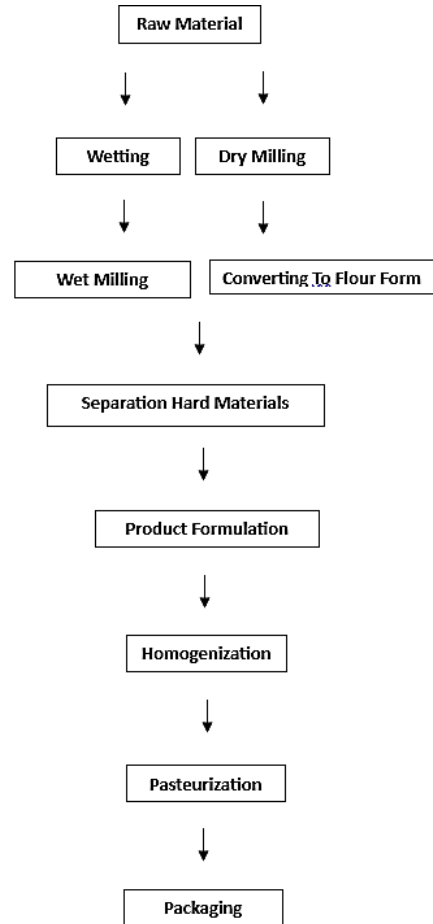 Raw Material
Wetting
Dry Milling
Wet Milling
Converting To Flour Form
Separation Hard Materials
Product Formulation
Homogenization
Pasteurization
Packaging